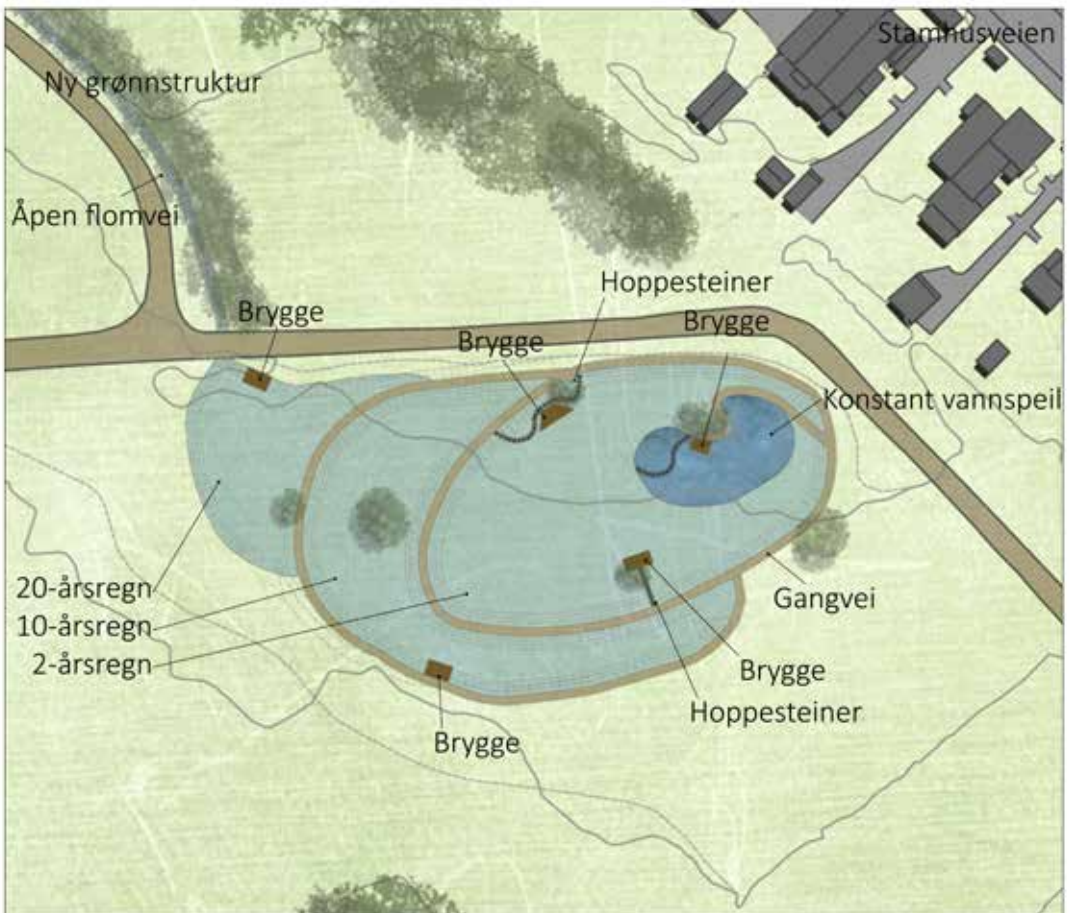 Stamhusveien
Ny grønnstruktur
Åpen flomvei
Hoppesteiner
Brygge
Brygge
Brygge
Konstant vannspeil
20-årsregn
10-årsregn
2-årsregn
Gangvei
Brygge
Hoppesteiner
Brygge